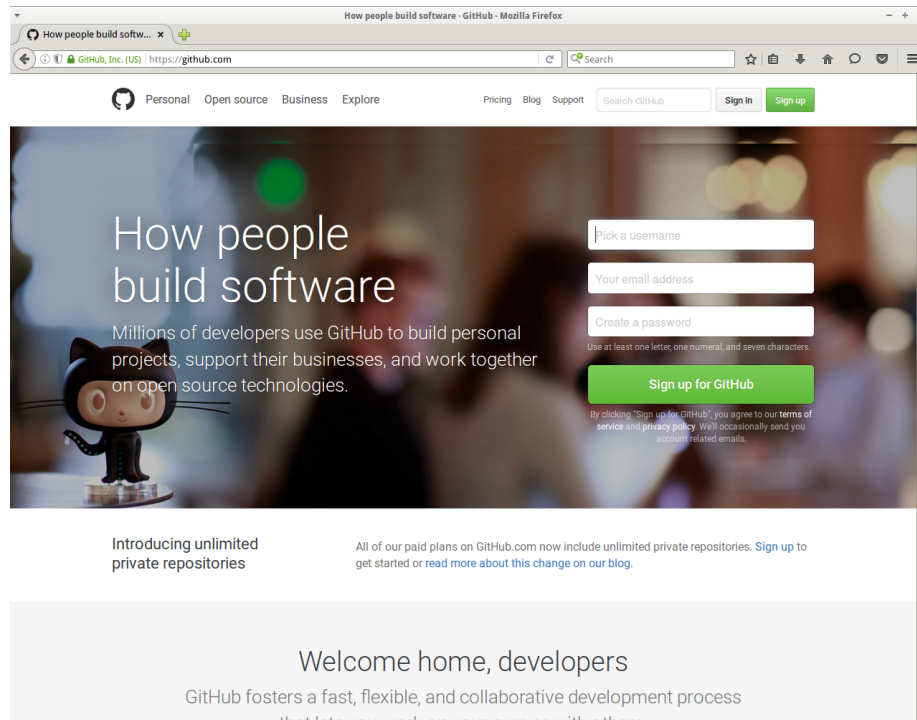 How people build software · GitHub - Mozilla Firefox
How people build softw...
GitHub, Inc. (US) https://github.com
Search
Personal Open source Business Explore
Pricing Blog Support Search GitHub Sign in Sign up
How people
build software
Millions of developers use GitHub to build personal
projects, support their businesses, and work together
on open source technologies.
Pick a username
Your email address
Create a password
Use at least one letter, one numeral, and seven characters.
Sign up for GitHub
By clicking "Sign up for GitHub", you agree to our terms of
service and privacy policy. We'll occasionally send you
account related emails.
Introducing unlimited
private repositories
All of our paid plans on GitHub.com now include unlimited private repositories. Sign up to
get started or read more about this change on our blog.
Welcome home, developers
GitHub fosters a fast, flexible, and collaborative development process